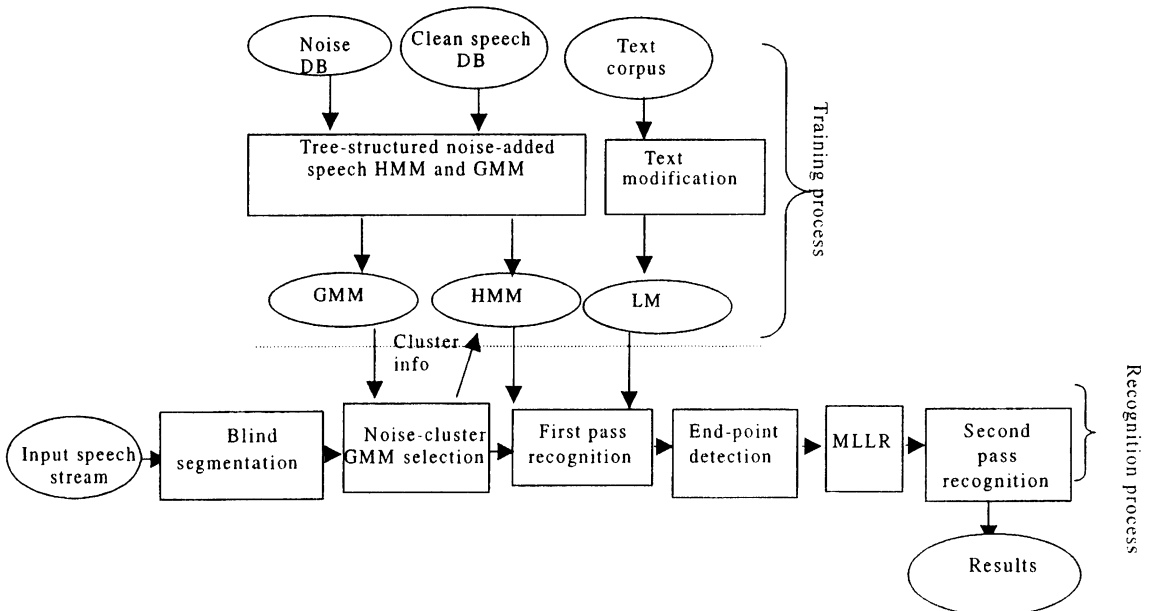 Noise
DB
Clean speech
DB
Text
corpus
Tree-structured noise-added
speech HMM and GMM
Text
modification
Training process
GMM
HMM
LM
Cluster
info
Input speech
stream
Blind
segmentation
Noise-cluster
GMM selection
First pass
recognition
End-point
detection
MLLR
Second
pass
recognition
Recognition process
Results